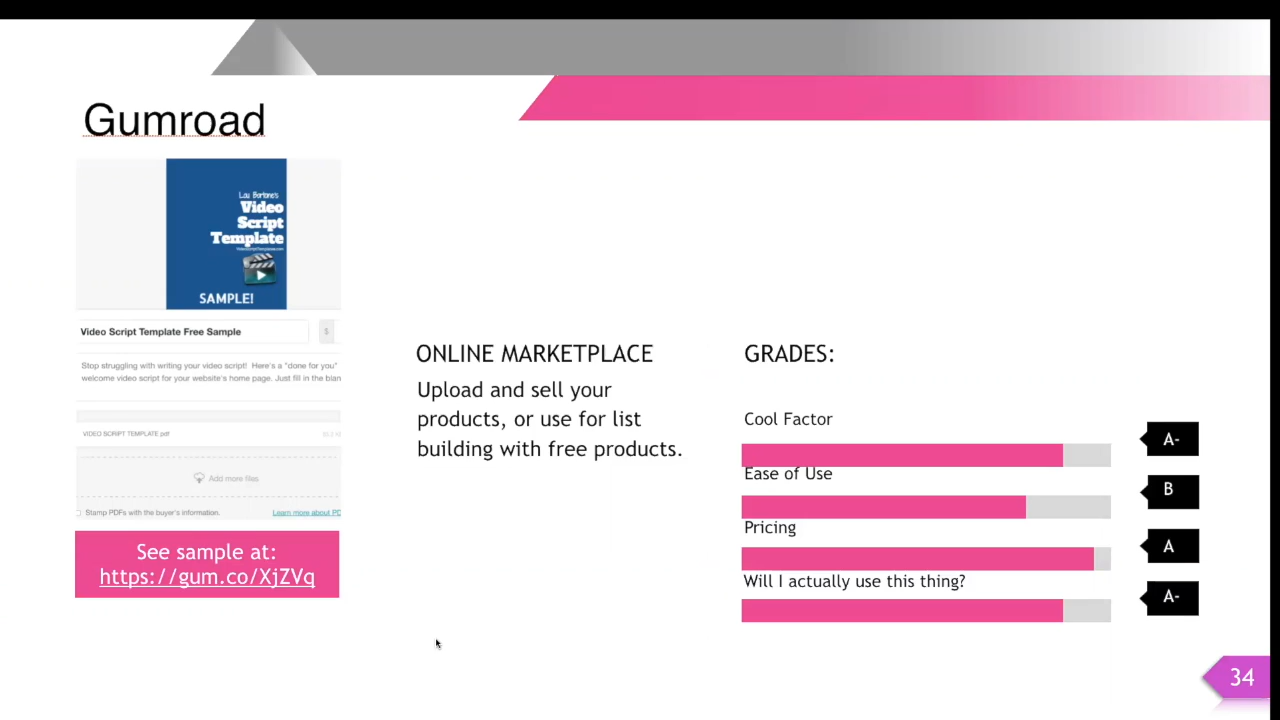 Gumroad
Lou Bortone's
Video
Script
Template
SAMPLE!
Video Script Template Free Sample
$
Stop struggling with writing your video script! Here's a "done for you"
welcome video script for your website's home page. Just fill in the blan
VIDEO SCRIPT TEMPLATE.pdf
Add more files
Stamp PDFs with the buyer's information.
Learn more about PD
See sample at:
https://gum.co/XjZVq
ONLINE MARKETPLACE
Upload and sell your
products, or use for list
building with free products.
GRADES:
Cool Factor
A-
Ease of Use
B
Pricing
A
Will I actually use this thing?
A-
34